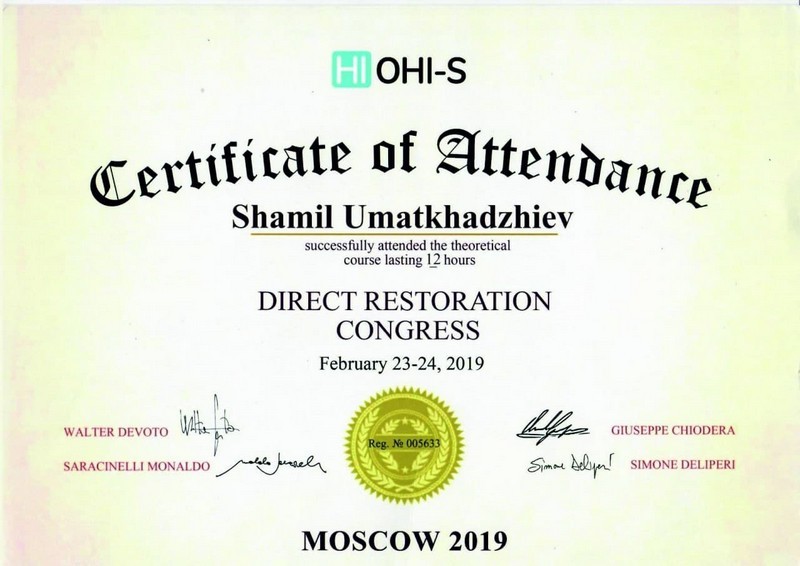 HI OHI-S
Certificate of Attendance
Shamil Umatkhadzhiev
successfully attended the theoretical
course lasting 12 hours
DIRECT RESTORATION
CONGRESS
February 23-24, 2019
WALTER DEVOTO
GIUSEPPE CHIODERA
Reg. № 005633
SARACINELLI MONALDO
Simone Deliperi
SIMONE DELIPERI
MOSCOW 2019